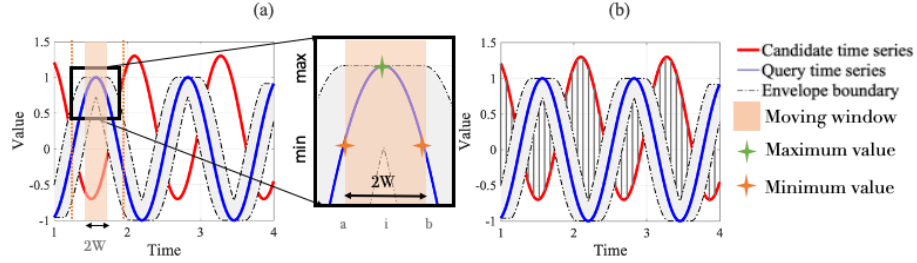 (a)
(b)
1.5
1
0.5
0
-0.5
-1
Value
1
2
3
4
2W
Time
max
min
2W
a
i
b
1.5
1
0.5
0
-0.5
-1
Value
1
2
3
4
Time
Candidate time series
Query time series
Envelope boundary
Moving window
Maximum value
Minimum value